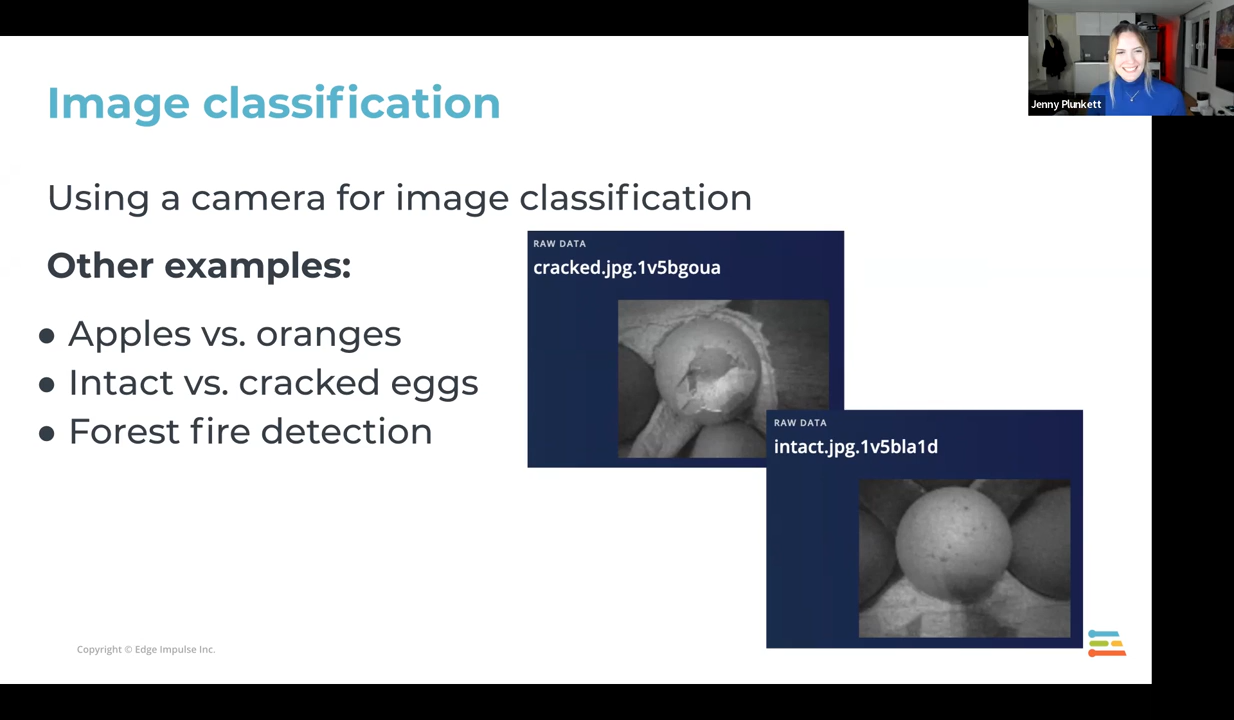 Image classification
Jenny Plunkett
Using a camera for image classification
Other examples:
● Apples vs. oranges
● Intact vs. cracked eggs
● Forest fire detection
RAW DATA
cracked.jpg.1v5bgoua
RAW DATA
intact.jpg.1v5bla1d
Copyright © Edge Impulse Inc.